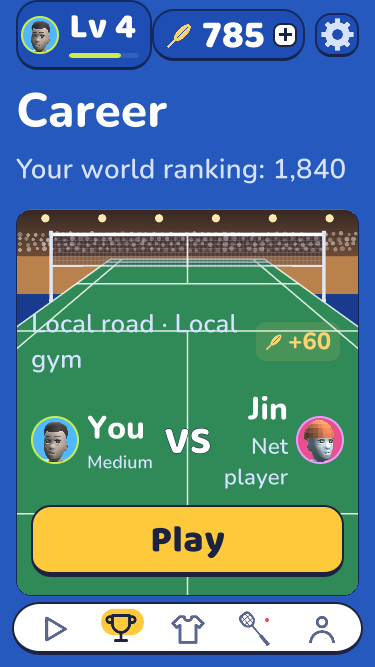 Lv 4
785
Career
Your world ranking: 1,840
Local road · Local
gym
+60
You
Medium
VS
Jin
Net
player
Play